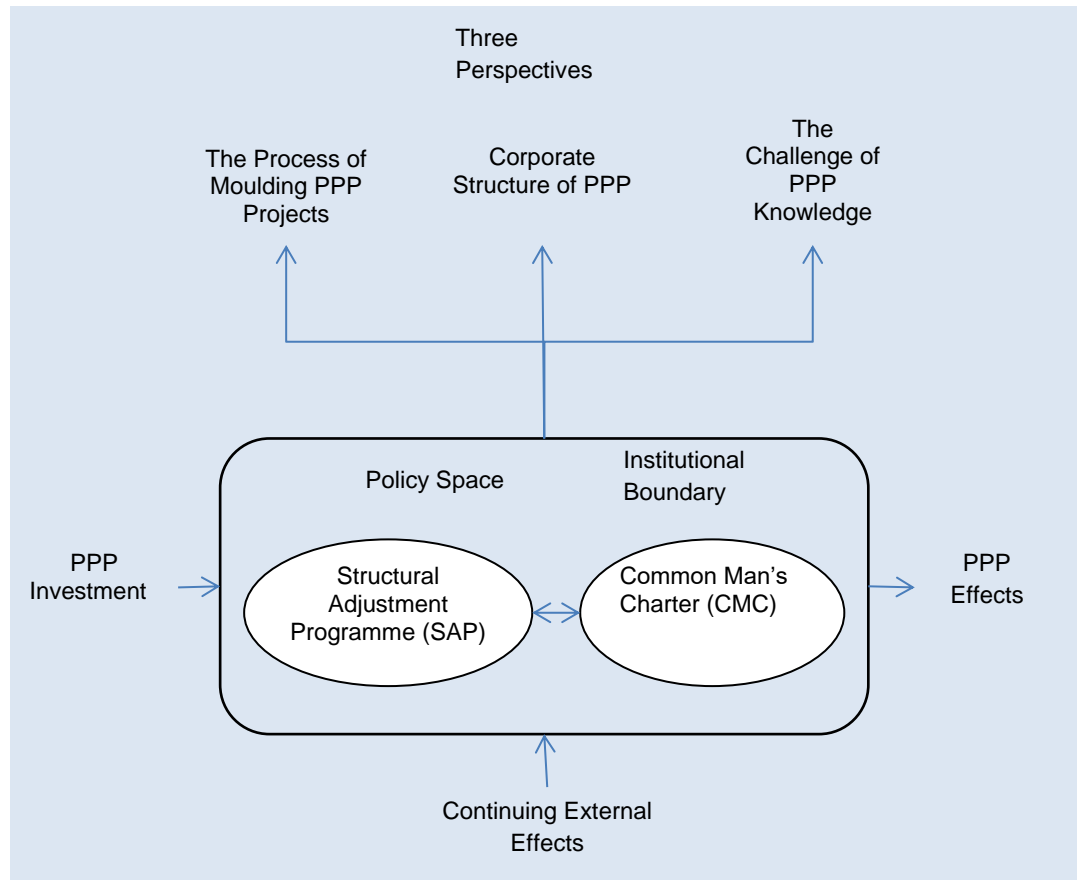 Three
Perspectives
The Process of
Moulding PPP
Projects
Corporate
Structure of PPP
The
Challenge of
PPP
Knowledge
Policy Space
Institutional
Boundary
PPP
Investment
Structural
Adjustment
Programme (SAP)
Common Man's
Charter (CMC)
PPP
Effects
Continuing External
Effects